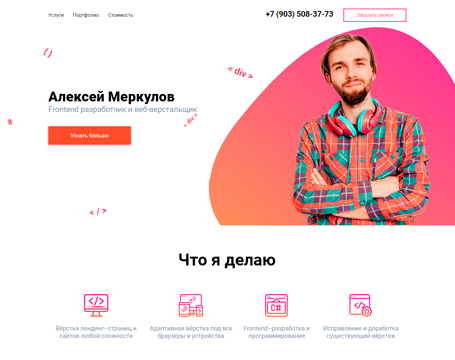 Услуги Портфолио Стоимость
+7 (903) 508-37-73
Заказать звонок
{ }
< div >
Алексей Меркулов
Frontend разработчик и веб-верстальщик
#
< div >
Узнать больше
< / >
Что я делаю
</>
C#
Вёрстка лендинг–страниц и
сайтов любой сложности
Адаптивная вёрстка под все
браузеры и устройства
Frontend–разработка и
программирование
Исправление и доработка
существующей вёрстки